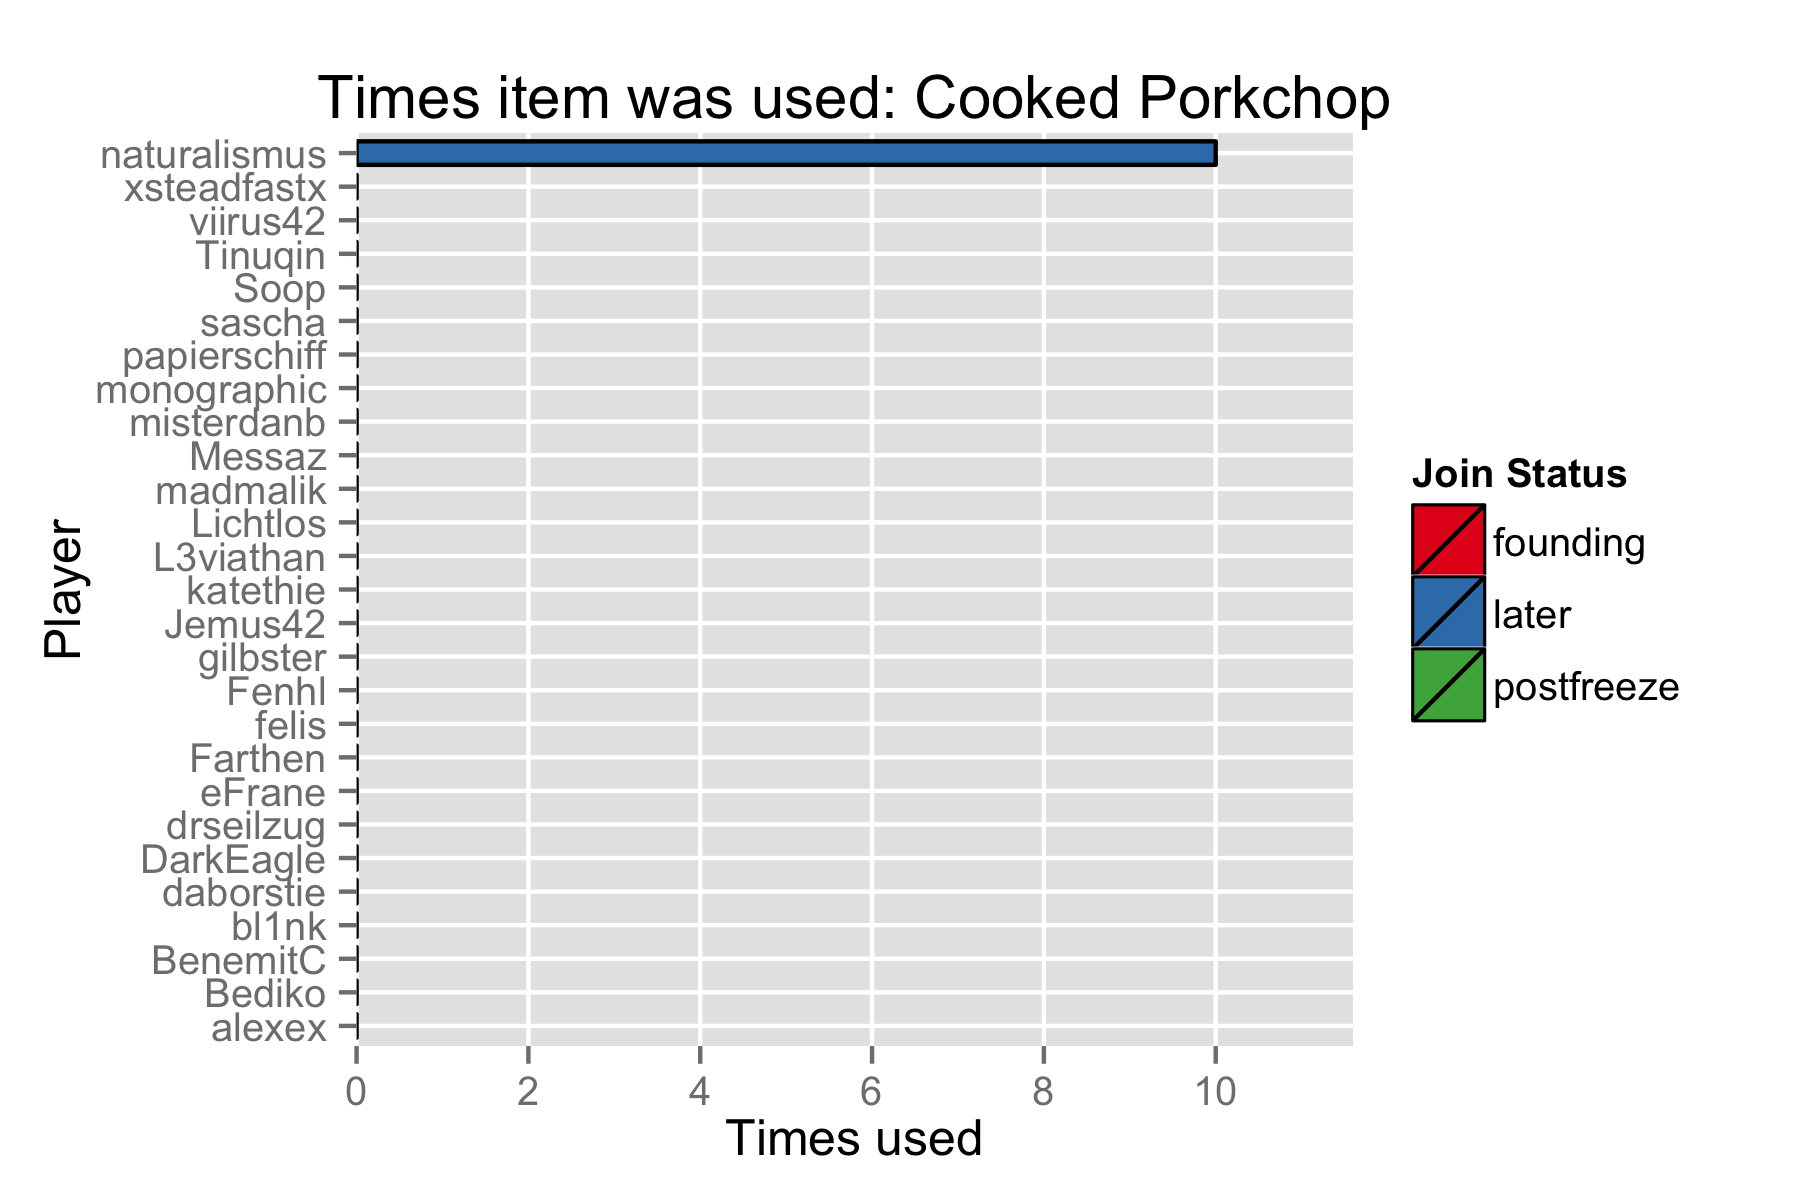 Times item was used: Cooked Porkchop
naturalismus
xsteadfastx
viirus42
Tinuqin
Soop
sascha
papierschiff
monographic
misterdanb
Messaz
madmalik
Lichtlos
L3viathan
katethie
Jemus42
gilbster
Fenhl
felis
Farthen
eFrane
drseilzug
DarkEagle
daborstie
bl1nk
BenemitC
Bediko
alexex
Player
0 2 4 6 8 10
Times used
Join Status
founding
later
postfreeze